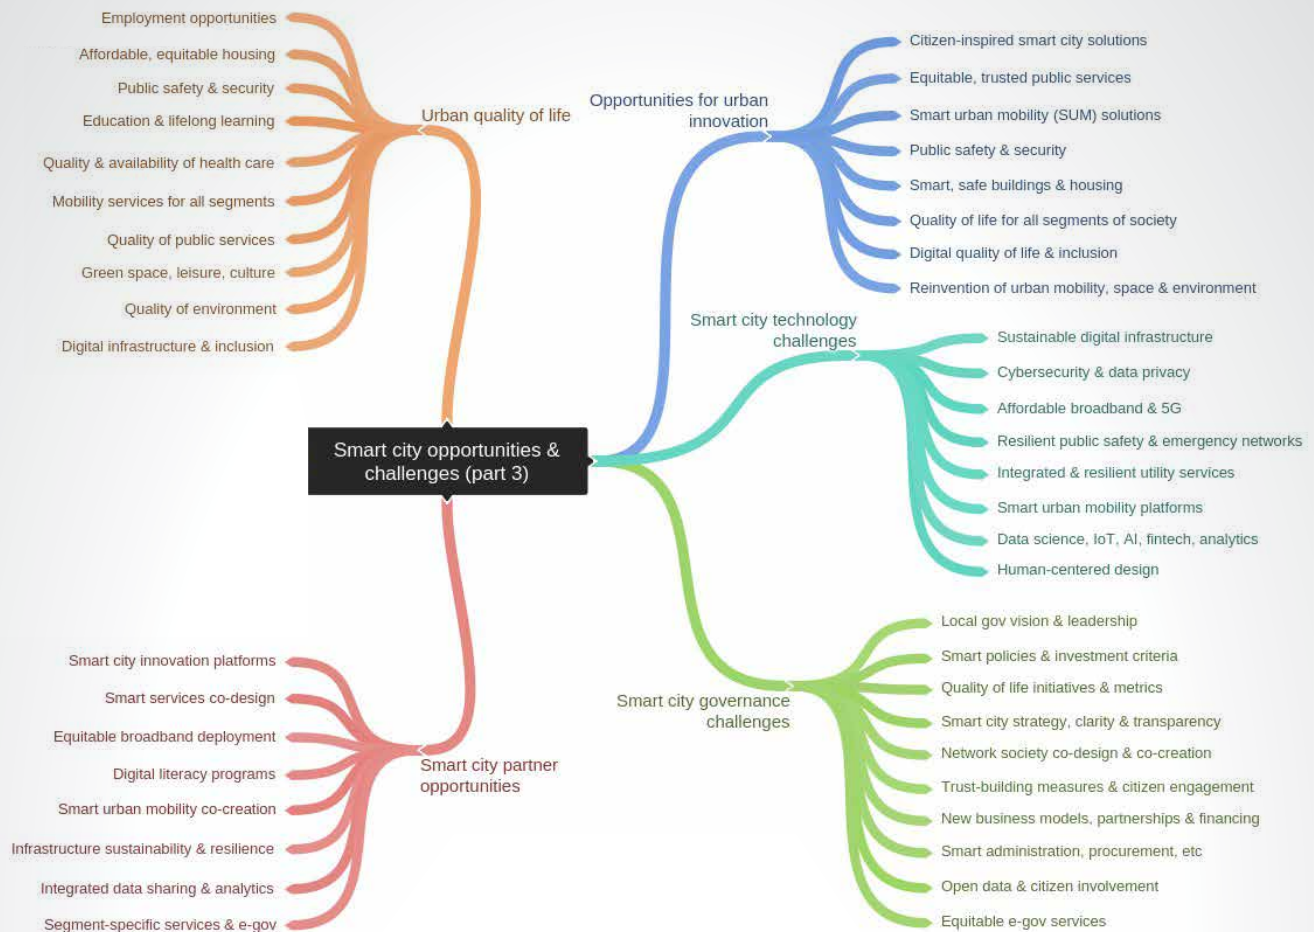 Smart city opportunities &
challenges (part 3)
Urban quality of life
Employment opportunities
Affordable, equitable housing
Public safety & security
Education & lifelong learning
Quality & availability of health care
Mobility services for all segments
Quality of public services
Green space, leisure, culture
Quality of environment
Digital infrastructure & inclusion
Opportunities for urban
innovation
Citizen-inspired smart city solutions
Equitable, trusted public services
Smart urban mobility (SUM) solutions
Public safety & security
Smart, safe buildings & housing
Quality of life for all segments of society
Digital quality of life & inclusion
Reinvention of urban mobility, space & environment
Smart city technology
challenges
Sustainable digital infrastructure
Cybersecurity & data privacy
Affordable broadband & 5G
Resilient public safety & emergency networks
Integrated & resilient utility services
Smart urban mobility platforms
Data science, IoT, AI, fintech, analytics
Human-centered design
Smart city governance
challenges
Local gov vision & leadership
Smart policies & investment criteria
Quality of life initiatives & metrics
Smart city strategy, clarity & transparency
Network society co-design & co-creation
Trust-building measures & citizen engagement
New business models, partnerships & financing
Smart administration, procurement, etc
Open data & citizen involvement
Equitable e-gov services
Smart city partner
opportunities
Smart city innovation platforms
Smart services co-design
Equitable broadband deployment
Digital literacy programs
Smart urban mobility co-creation
Infrastructure sustainability & resilience
Integrated data sharing & analytics
Segment-specific services & e-gov